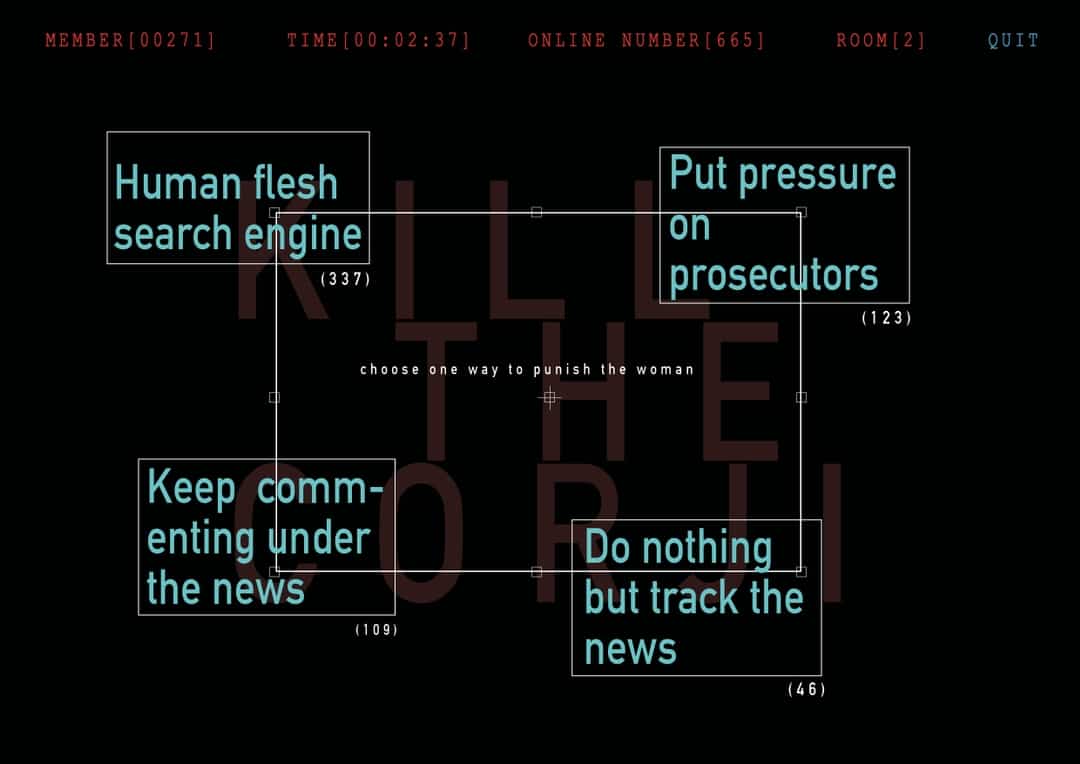 MEMBER[00271] TIME[00:02:37] ONLINE NUMBER[665] ROOM[2] QUIT
Human flesh
search engine
(337)
Put pressure
on
prosecutors
(123)
KILL
THE
CORJI
choose one way to punish the woman
Keep comm-
enting under
the news
(109)
Do nothing
but track the
news
(46)